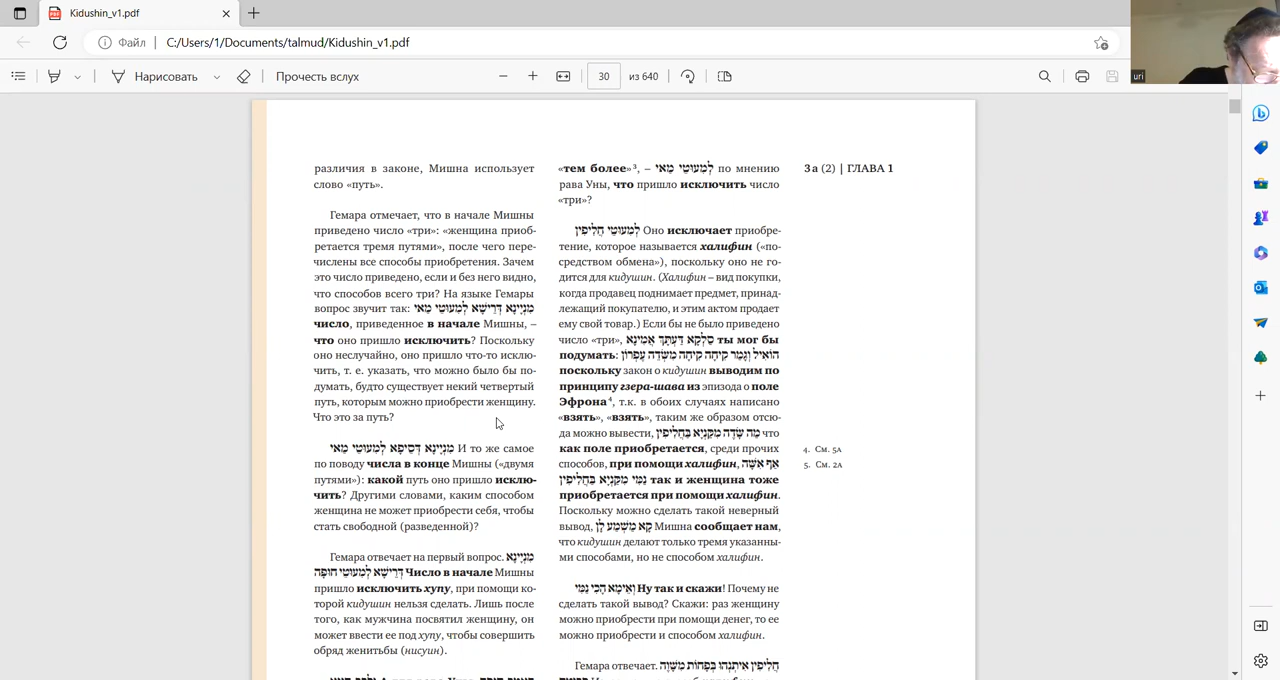 Kidushin_v1.pdf
Файл C:/Users/1/Documents/talmud/Kidushin_v1.pdf
Нарисовать
Прочесть вслух
30 из 640
uri
различия в законе, Мишна использует
слово «путь».
Гемара отмечает, что в начале Мишны
приведено число «три»: «женщина приоб-
ретается тремя путями», после чего пере-
числены все способы приобретения. Зачем
это число приведено, если и без него видно,
что способов всего три? На языке Гемары
вопрос звучит так: מִנְיָינָא דְּרֵישָׁא לְמַעוֹטֵי מַאי
число, приведенное в начале Мишны, –
что оно пришло исключить? Поскольку
оно неслучайно, оно пришло что-то исклю-
чить, т. е. указать, что можно было бы по-
думать, будто существует некий четвертый
путь, которым можно приобрести женщину.
Что это за путь?
מִנְיָינָא דְּסֵיפָא לְמַעוֹטֵי מַאי И то же самое
по поводу числа в конце Мишны («двумя
путями»): какой путь оно пришло исклю-
чить? Другими словами, каким способом
женщина не может приобрести себя, чтобы
стать свободной (разведенной)?
Гемара отвечает на первый вопрос. מִנְיָינָא
דְּרֵישָׁא לְמַעוֹטֵי חוּפָּה Число в начале Мишны
пришло исключить хупу, при помощи ко-
торой кидушин нельзя сделать. Лишь после
того, как мужчина посвятил женщину, он
может ввести ее под хупу, чтобы совершить
обряд женитьбы (нисуин).
«тем более»³, – לְמַעוֹטֵי מַאי по мнению
рава Уны, что пришло исключить число
«три»?
לְמַעוֹטֵי חֲלִיפִין Оно исключает приобре-
тение, которое называется халифин («по-
средством обмена»), поскольку оно не го-
дится для кидушин. (Халифин – вид покупки,
когда продавец поднимает предмет, принад-
лежащий покупателю, и этим актом продает
ему свой товар.) Если бы не было приведено
число «три», סָלְקָא דַּעְתָּךְ אָמֵינָא ты мог бы
подумать: הוֹאִיל וְגָמַר קִיחָה קִיחָה מִשְּׂדֵה עֶפְרוֹן
поскольку закон о кидушин выводим по
принципу гзера-шава из эпизода о поле
Эфрона⁴, т.к. в обоих случаях написано
«взять», «взять», таким же образом отсю-
да можно вывести, מָה שָׂדֶה מִקַּנְיָא בַּחֲלִיפִין что
как поле приобретается, среди прочих
способов, при помощи халифин, אַף אִשָּׁה
נַמִי מִקַּנְיָא בַּחֲלִיפִין так и женщина тоже
приобретается при помощи халифин.
Поскольку можно сделать такой неверный
вывод, קָא מַשְׁמַע לָן Мишна сообщает нам,
что кидушин делают только тремя указанны-
ми способами, но не способом халифин.
וְאֵימָא הָכִי נַמִי Ну так и скажи! Почему не
сделать такой вывод? Скажи: раз женщину
можно приобрести при помощи денег, то ее
можно приобрести и способом халифин.
Гемара отвечает. חֲלִיפִין אִיתַנְהוּ בְּפָחוֹת מִשָּׁוֶה
3а (2) | ГЛАВА 1
4. См. 5А
5. См. 2А